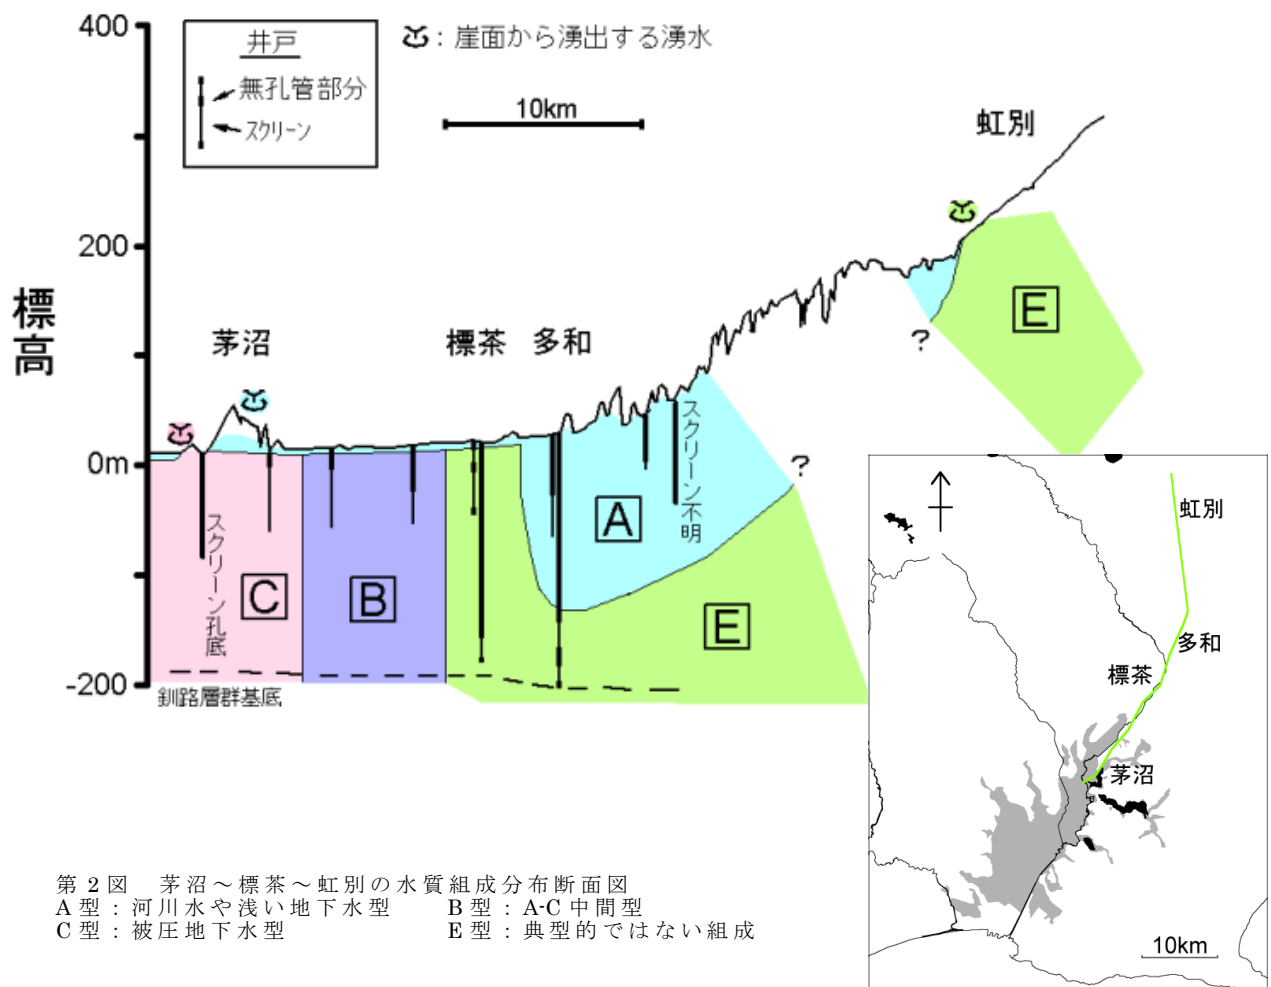 400
井戸
無孔管部分
スクリーン
: 崖面から湧出する湧水
10km
虹別
200
標高
茅沼
標茶
多和
E
?
0m
スクリーン不明
?
A
スクリーン孔底
C
B
E
-200
釧路層群基底
虹別
多和
標茶
茅沼
10km
第2図 茅沼～標茶～虹別の水質組成分布断面図
A型：河川水や浅い地下水型 B型：A-C中間型
C型：被圧地下水型 E型：典型的ではない組成